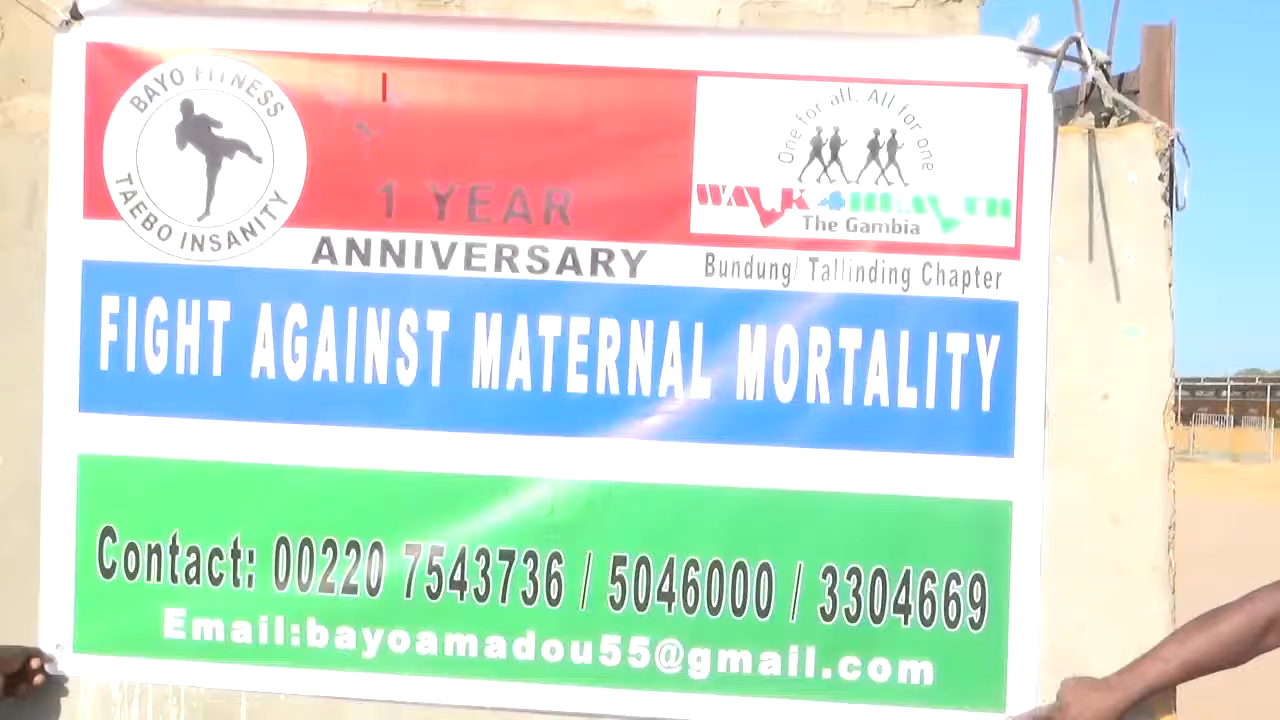 BAYO FITNESS
TAEBO INSANITY
1 YEAR
ANNIVERSARY
One for all. All for one
WALK 4 HEALTH
The Gambia
Bundung/ Tallinding Chapter
FIGHT AGAINST MATERNAL MORTALITY
Contact: 00220 7543736 / 5046000 / 3304669
Email:bayoamadou55@gmail.com